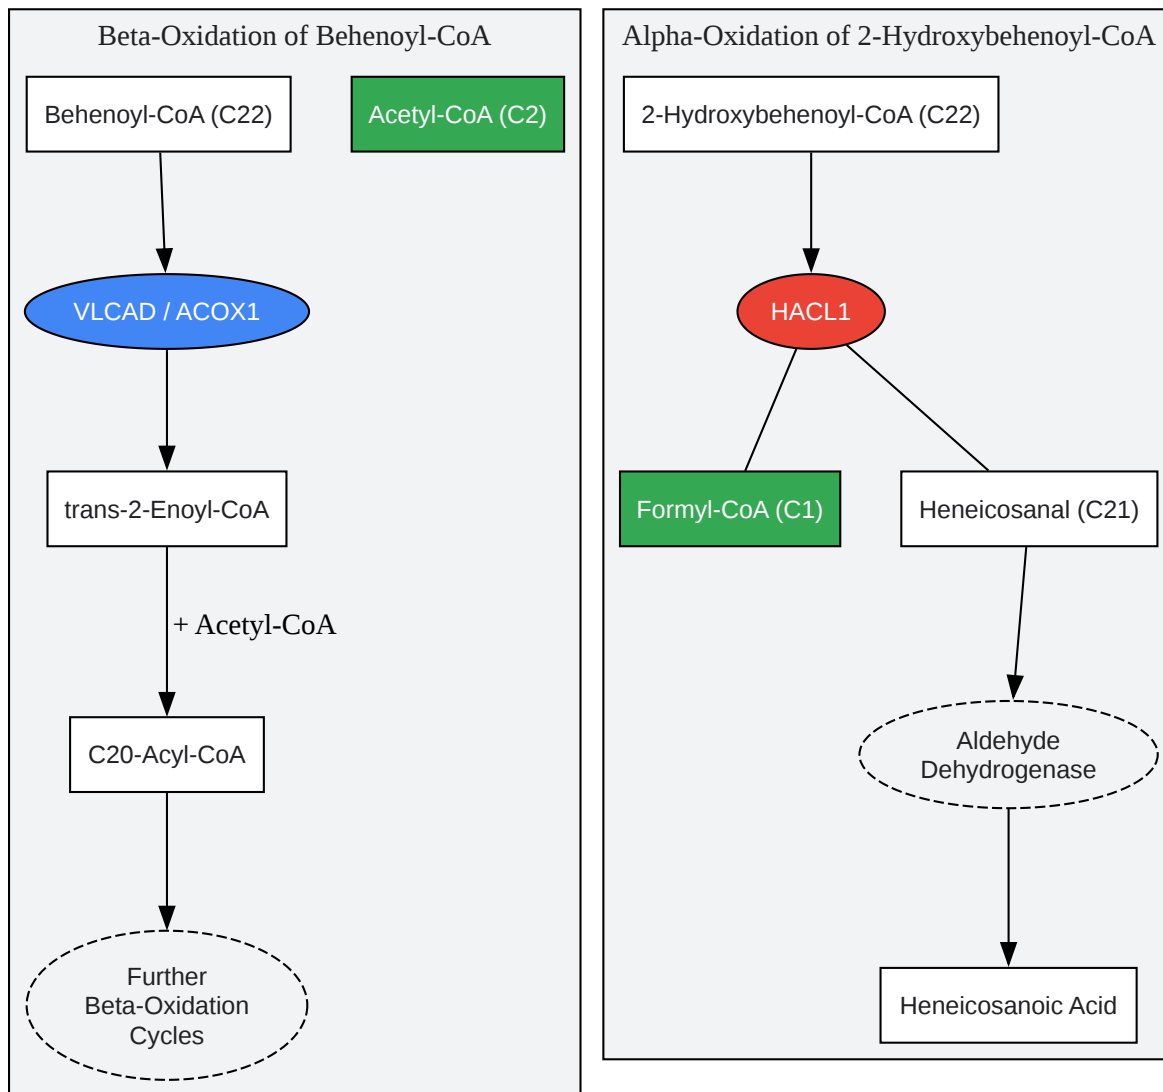 Beta-Oxidation of Behenoyl-CoA
Behenoyl-CoA (C22)
Acetyl-CoA (C2)
VLCAD / ACOX1
trans-2-Enoyl-CoA
+ Acetyl-CoA
C20-Acyl-CoA
Further
Beta-Oxidation
Cycles
Alpha-Oxidation of 2-Hydroxybehenoyl-CoA
2-Hydroxybehenoyl-CoA (C22)
HACL1
Formyl-CoA (C1)
Heneicosanal (C21)
Aldehyde
Dehydrogenase
Heneicosanoic Acid